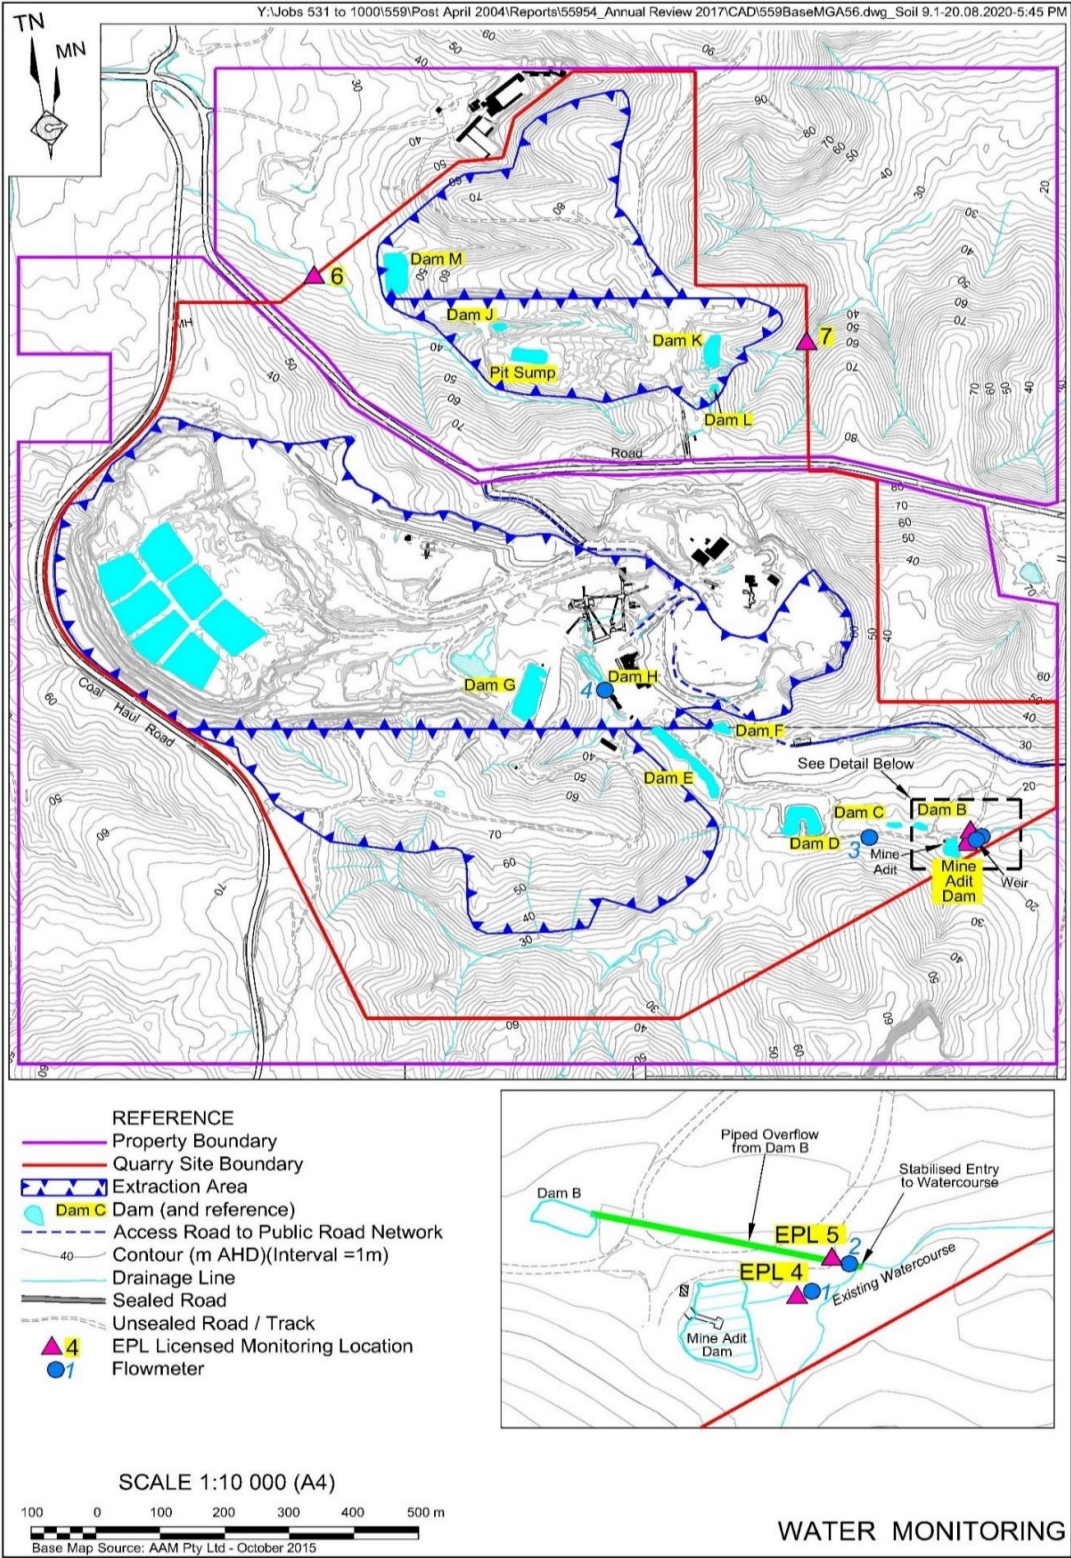 Y:\Jobs 531 to 1000\559\Post April 2004\Reports\55954_Annual Review 2017\CAD\559BaseMGA56.dwg_Soil 9.1-20.08.2020-5:45 PM
TN
MN
6
Dam M
Dam J
Pit Sump
Dam K
7
Dam L
MH
Road
Dam G
4
Dam H
Dam F
Coal
Haul Road
Dam E
See Detail Below
Dam C
Dam B
Dam D
3
Mine
Adit
Mine
Adit
Dam
Weir
REFERENCE
Property Boundary
Quarry Site Boundary
Extraction Area
Dam C Dam (and reference)
Access Road to Public Road Network
40 Contour (m AHD)(Interval =1m)
Drainage Line
Sealed Road
Unsealed Road / Track
4 EPL Licensed Monitoring Location
1 Flowmeter
Piped Overflow
from Dam B
Stabilised Entry
to Watercourse
Dam B
EPL 5
2
EPL 4
1
Existing Watercourse
Mine Adit
Dam
SCALE 1:10 000 (A4)
100 0 100 200 300 400 500 m
Base Map Source: AAM Pty Ltd - October 2015
WATER MONITORING